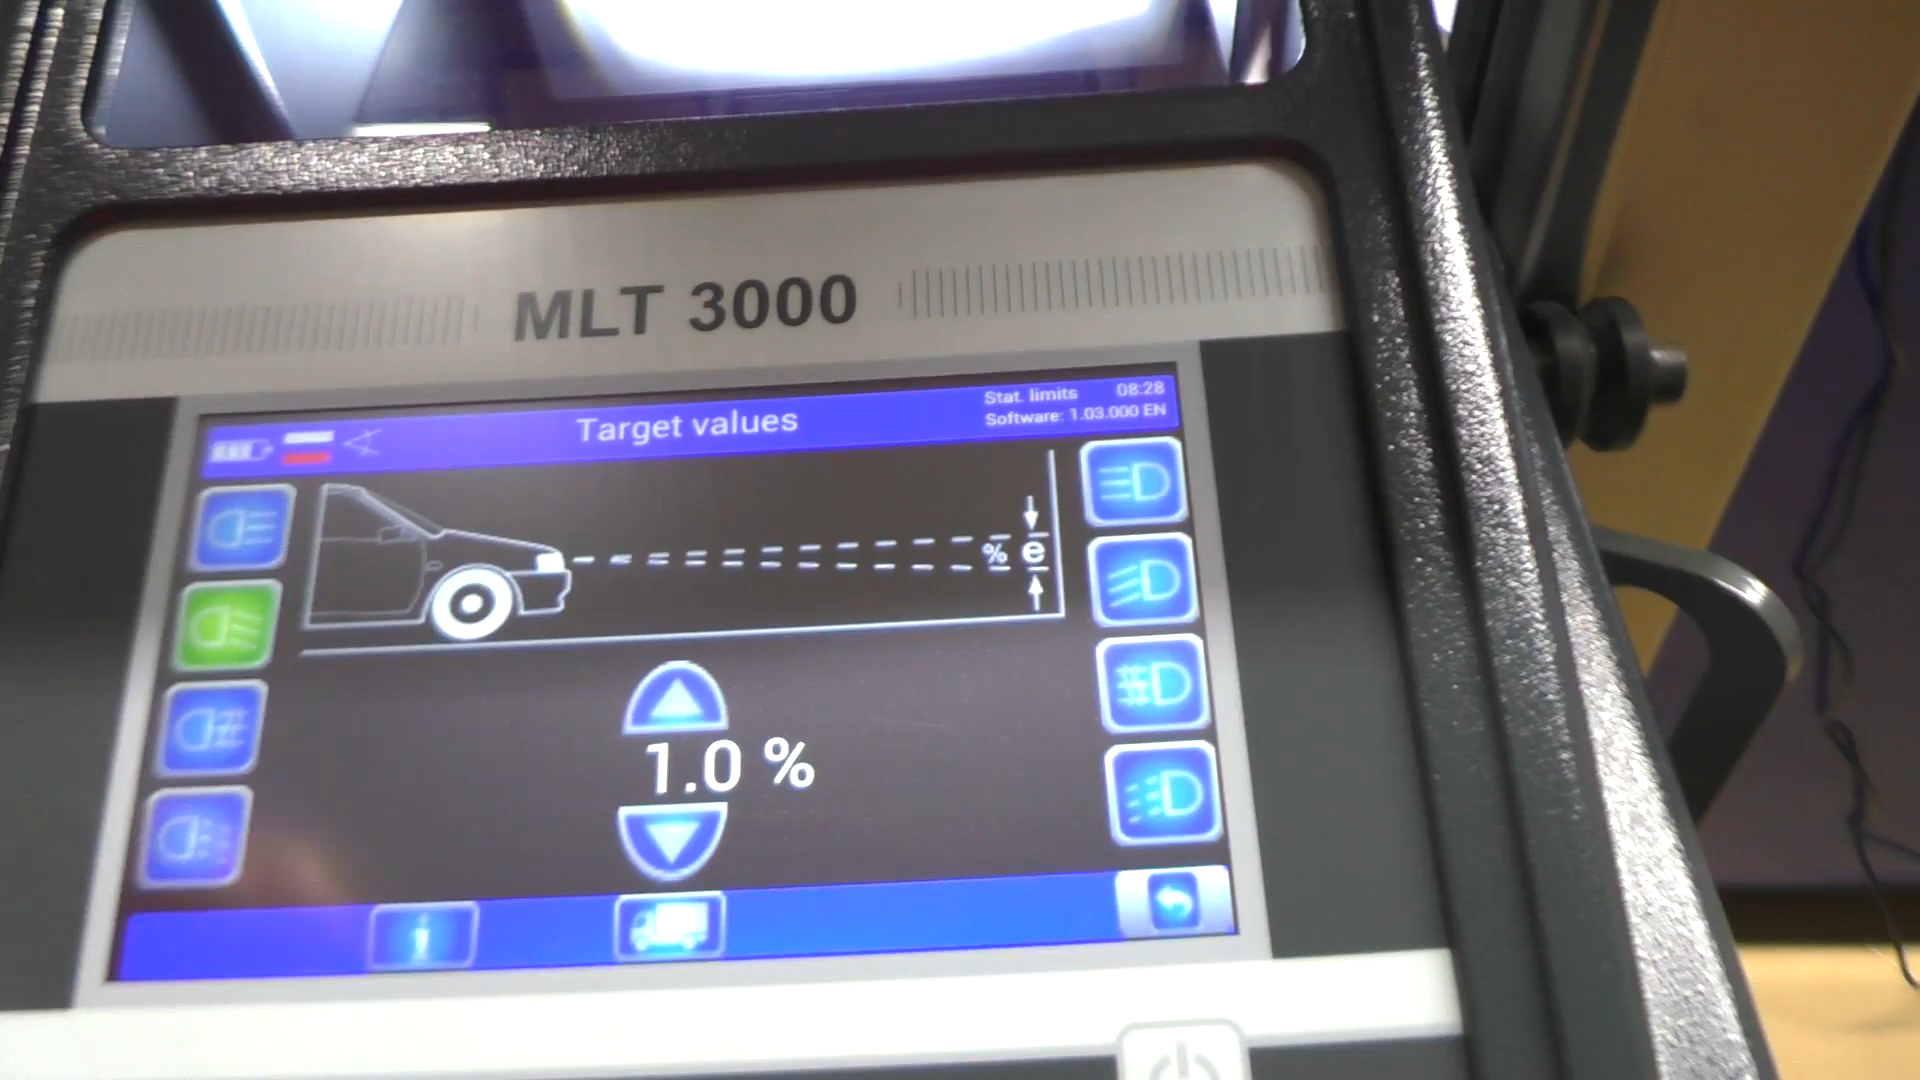 MLT 3000
Target values
Stat. limits 08:28
Software: 1.03.000 EN
% e
1.0 %